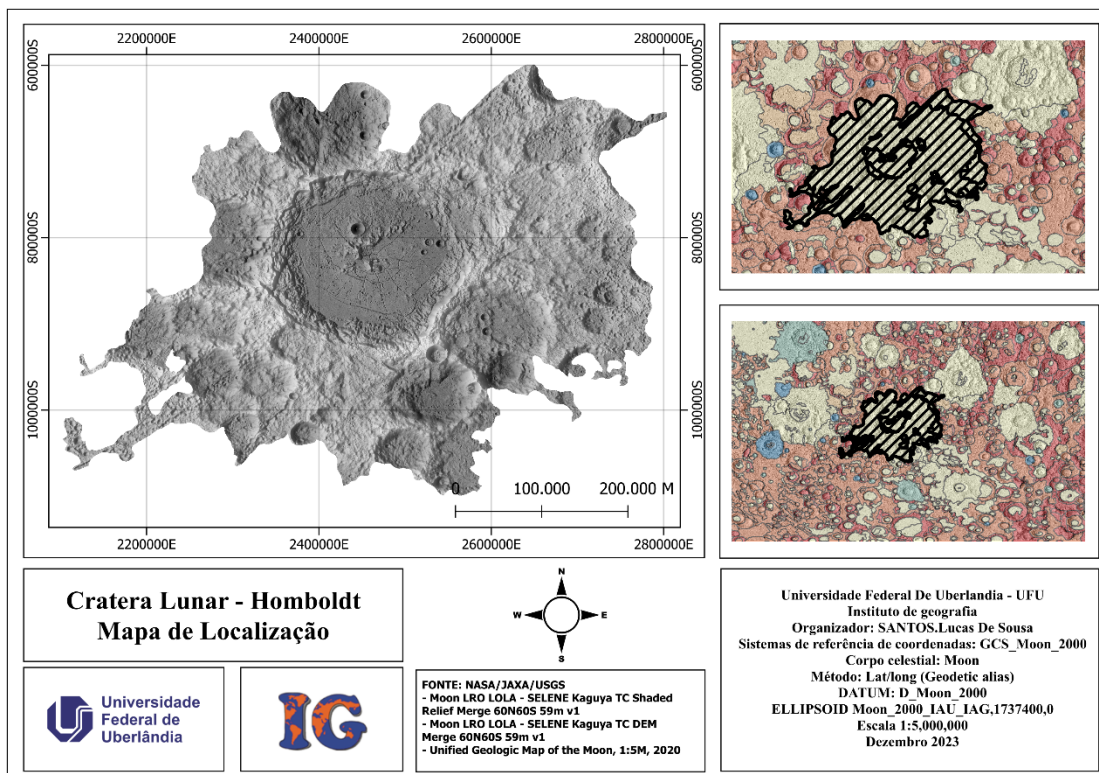 2200000E 2400000E 2600000E 2800000E
600000S 600000S
800000S 800000S
1000000S 1000000S
0 100.000 200.000 M
2200000E 2400000E 2600000E 2800000E
Cratera Lunar - Homboldt
Mapa de Localização
Universidade
Federal de
Uberlândia
IG
N
W E
S
FONTE: NASA/JAXA/USGS
- Moon LRO LOLA - SELENE Kaguya TC Shaded
Relief Merge 60N60S 59m v1
- Moon LRO LOLA - SELENE Kaguya TC DEM
Merge 60N60S 59m v1
- Unified Geologic Map of the Moon, 1:5M, 2020
Universidade Federal De Uberlandia - UFU
Instituto de geografia
Organizador: SANTOS.Lucas De Sousa
Sistemas de referência de coordenadas: GCS_Moon_2000
Corpo celestial: Moon
Método: Lat/long (Geodetic alias)
DATUM: D_Moon_2000
ELLIPSOID Moon_2000_IAU_IAG,1737400,0
Escala 1:5,000,000
Dezembro 2023